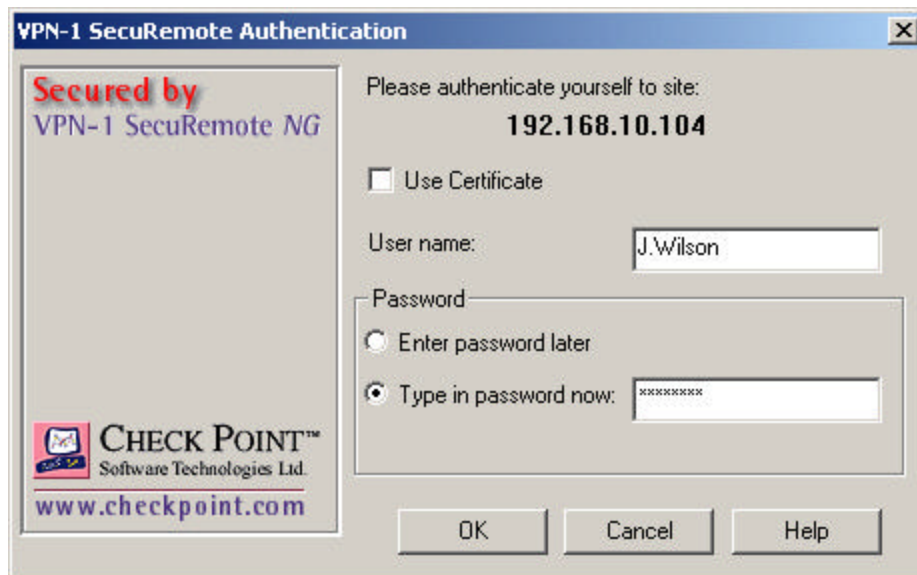 VPN-1 SecuRemote Authentication
Secured by
VPN-1 SecuRemote NG
CHECK POINT™
Software Technologies Ltd.
www.checkpoint.com
Please authenticate yourself to site:
192.168.10.104
Use Certificate
User name: J.Wilson
Password
Enter password later
Type in password now: ********
OK Cancel Help